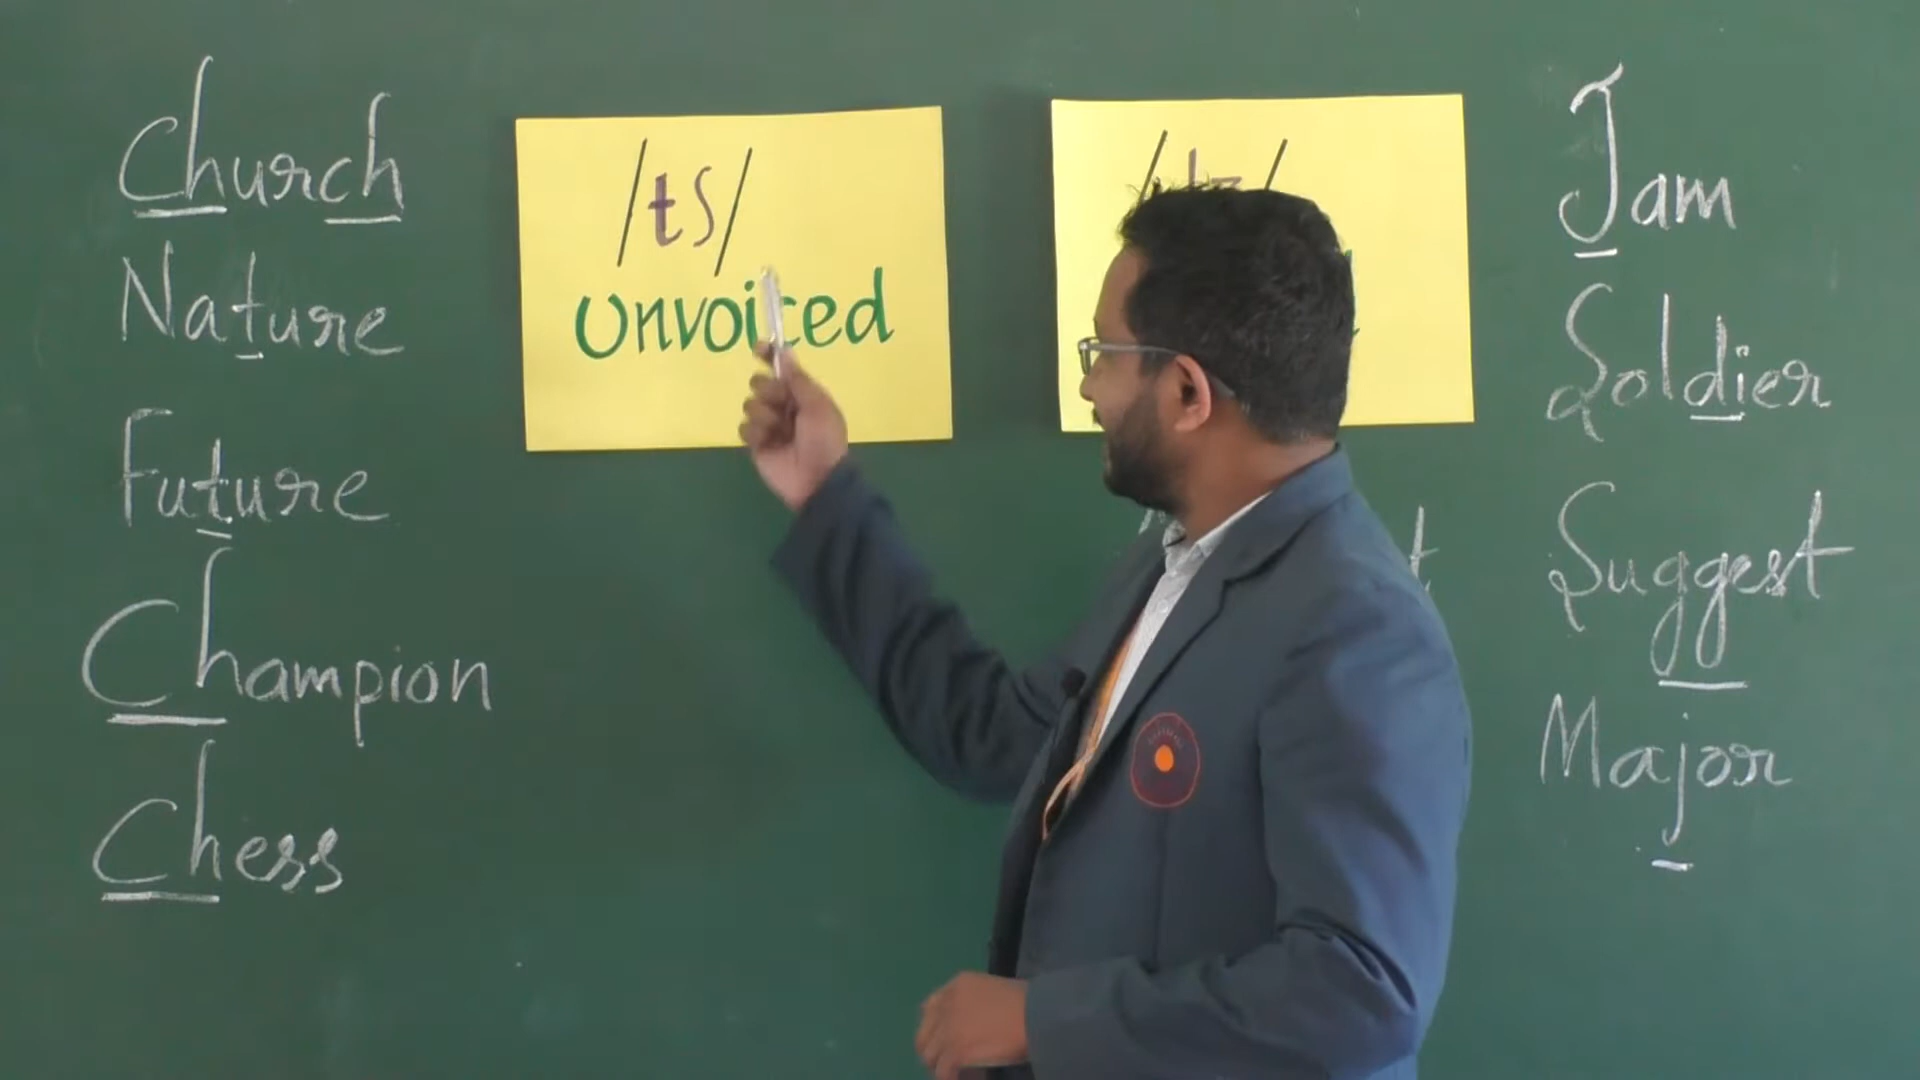 Church
Nature
Future
Champion
Chess
/tʃ/
Unvoiced
Jam
Soldier
Suggest
Major